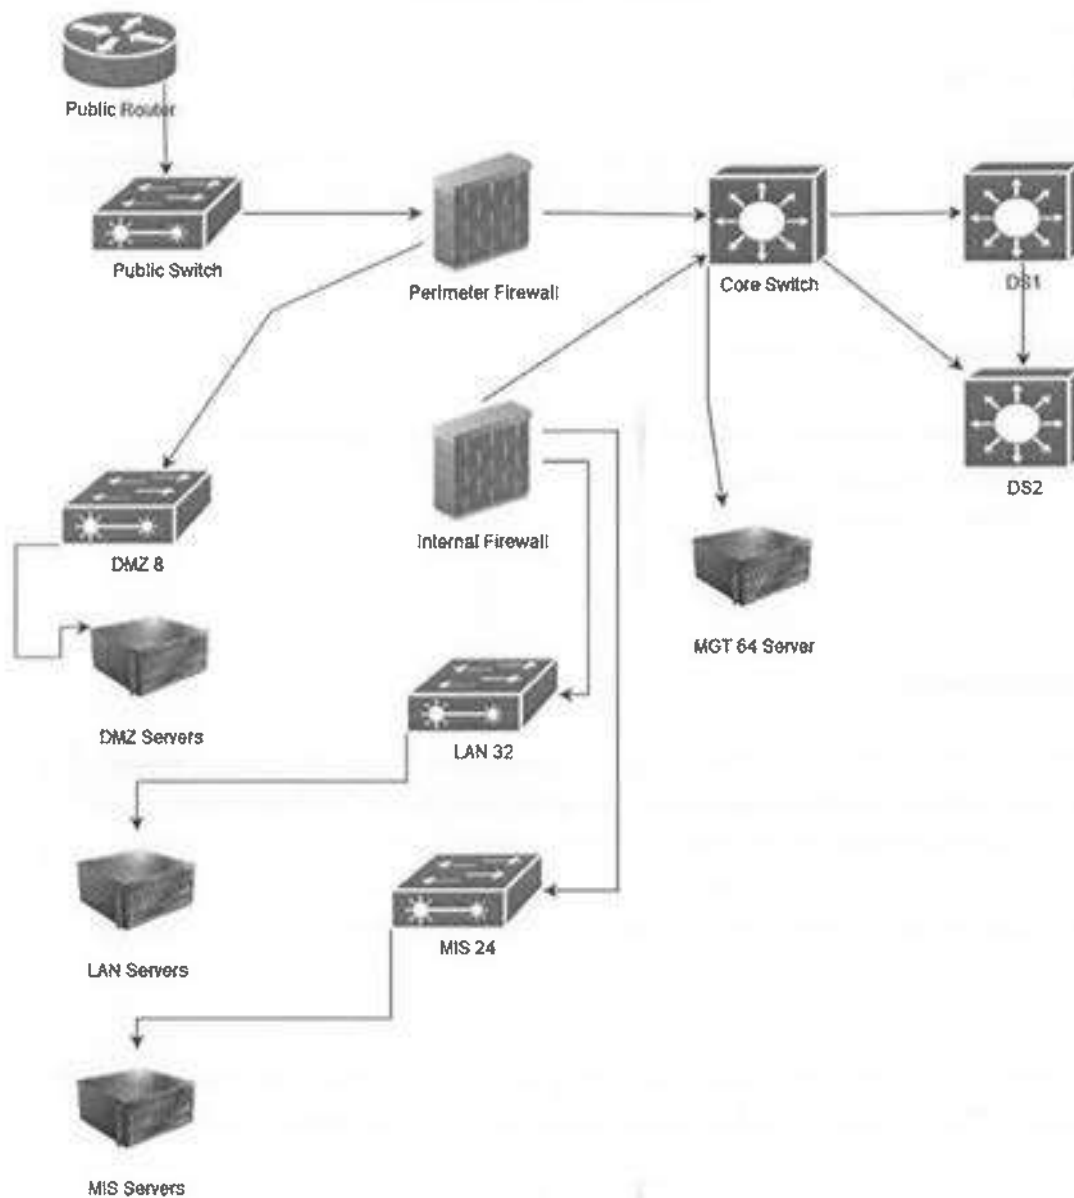 Public Router
Public Switch
Perimeter Firewall
Core Switch
DS1
DS2
Internal Firewall
DMZ 8
MGT 64 Server
DMZ Servers
LAN 32
LAN Servers
MIS 24
MIS Servers